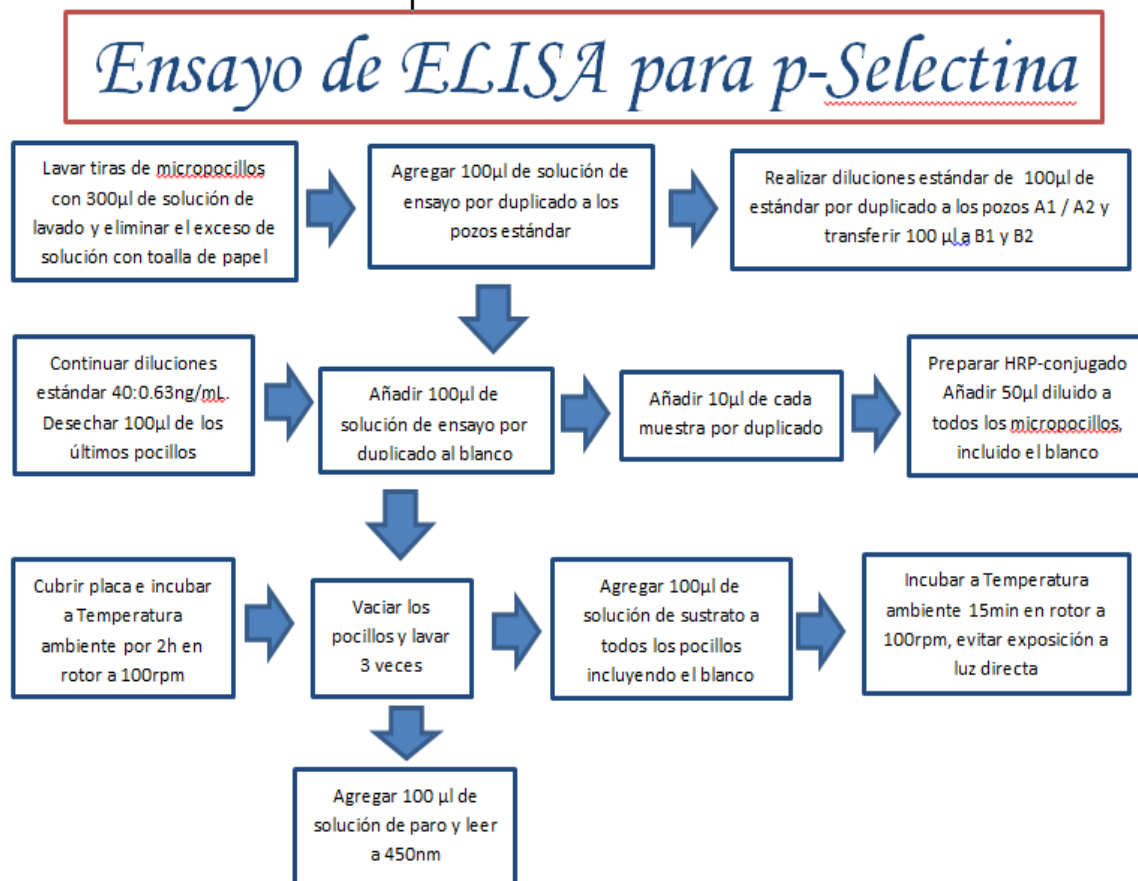 Ensayo de ELISA para p-Selectina
Lavar tiras de micropocillos
con 300µl de solución de
lavado y eliminar el exceso de
solución con toalla de papel
Agregar 100µl de solución de
ensayo por duplicado a los
pozos estándar
Realizar diluciones estándar de 100µl de
estándar por duplicado a los pozos A1 / A2 y
transferir 100 µl a B1 y B2
Continuar diluciones
estándar 40:0.63ng/mL.
Desechar 100µl de los
últimos pocillos
Añadir 100µl de
solución de ensayo por
duplicado al blanco
Añadir 10µl de cada
muestra por duplicado
Preparar HRP-conjugado
Añadir 50µl diluido a
todos los micropocillos,
incluido el blanco
Cubrir placa e incubar
a Temperatura
ambiente por 2h en
rotor a 100rpm
Vaciar los
pocillos y lavar
3 veces
Agregar 100µl de
solución de sustrato a
todos los pocillos
incluyendo el blanco
Incubar a Temperatura
ambiente 15min en rotor a
100rpm, evitar exposición a
luz directa
Agregar 100 µl de
solución de paro y leer
a 450nm